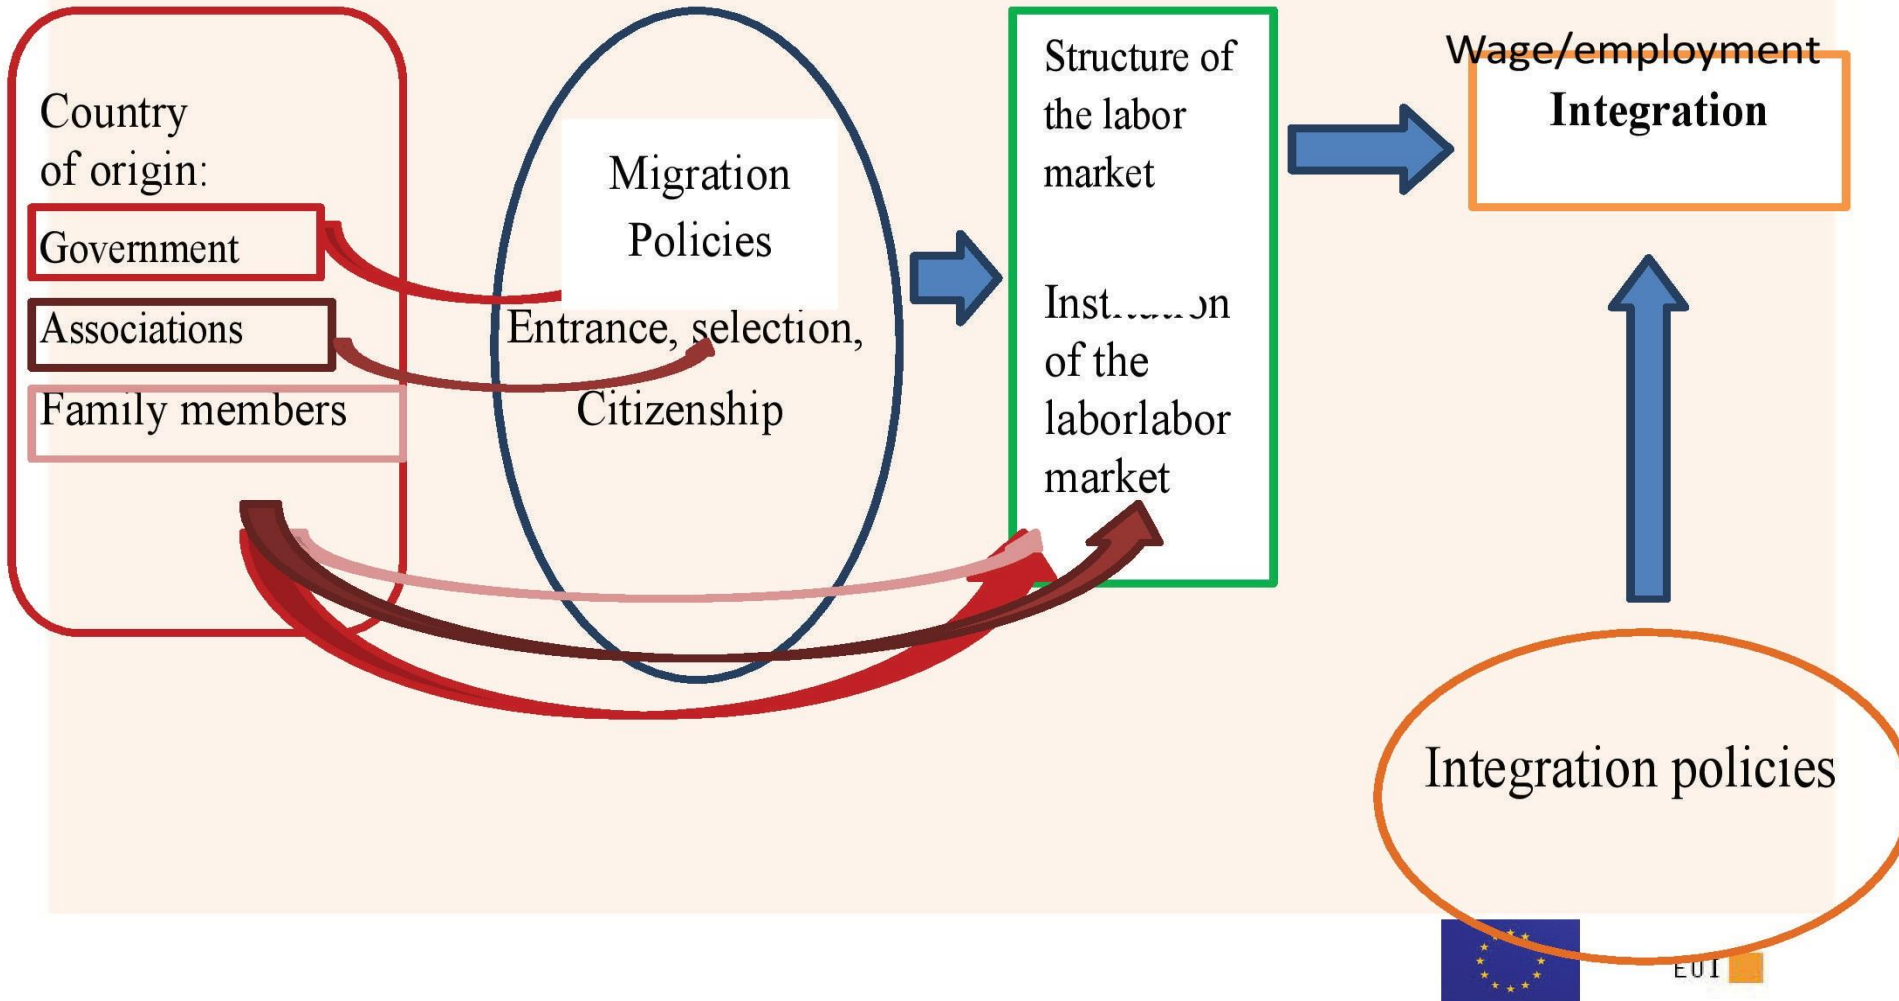 Country
of origin:
Government
Associations
Family members
Migration
Policies
Entrance, selection,
Citizenship
Structure of
the labor
market
of the
laborlabor
market
Wage/employment
Integration
Integration policies
EUI